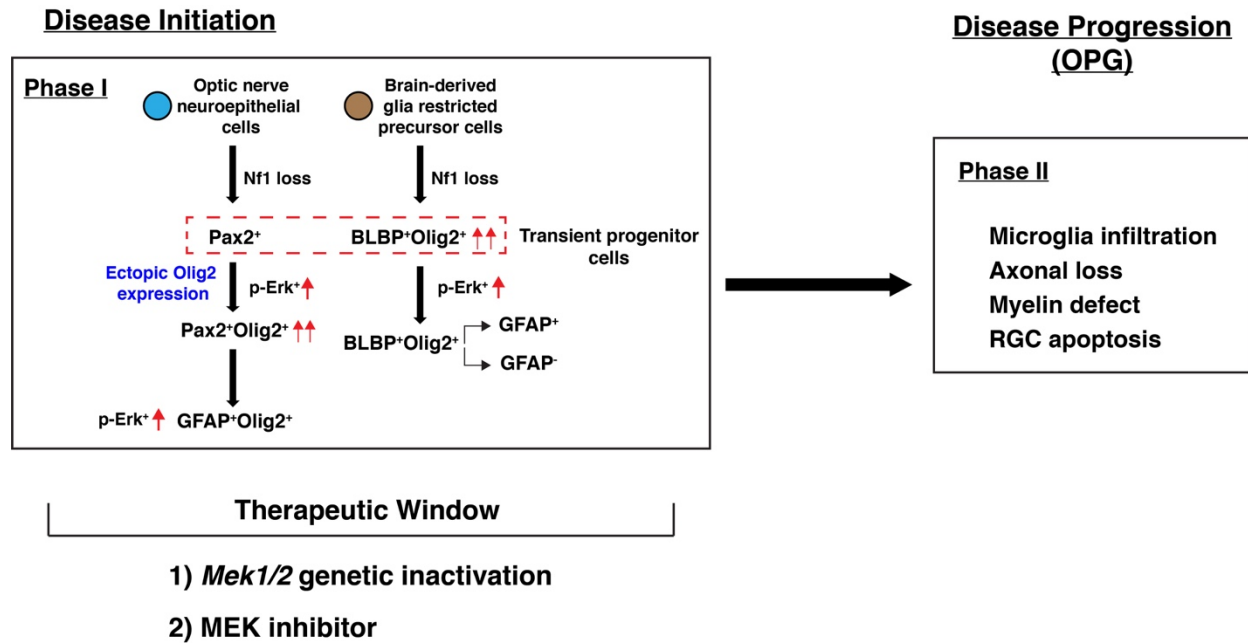 Disease Initiation
Disease Progression
(OPG)
Phase I
Optic nerve
neuroepithelial
cells
Brain-derived
glia restricted
precursor cells
Nf1 loss
Nf1 loss
Pax2⁺
BLBP⁺Olig2⁺
Transient progenitor
cells
Ectopic Olig2
expression
p-Erk⁺
p-Erk⁺
Pax2⁺Olig2⁺
BLBP⁺Olig2⁺
GFAP⁺
GFAP⁻
p-Erk⁺
GFAP⁺Olig2⁺
Phase II
Microglia infiltration
Axonal loss
Myelin defect
RGC apoptosis
Therapeutic Window
1) Mek1/2 genetic inactivation
2) MEK inhibitor